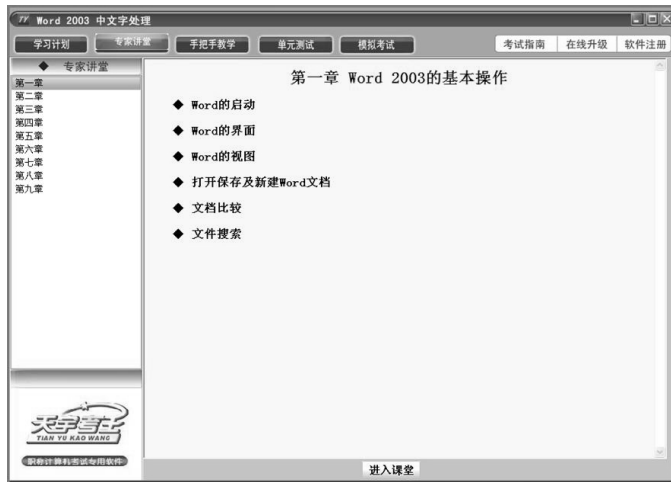 Word 2003 中文字处理
学习计划 专家讲堂 手把手教学 单元测试 模拟考试 考试指南 在线升级 软件注册
◆ 专家讲堂
第一章
第二章
第三章
第四章
第五章
第六章
第七章
第八章
第九章
第一章 Word 2003的基本操作
◆ Word的启动
◆ Word的界面
◆ Word的视图
◆ 打开保存及新建Word文档
◆ 文档比较
◆ 文件搜索
天宇考王
TIAN YU KAO WANG
职称计算机考试专用软件
进入课堂